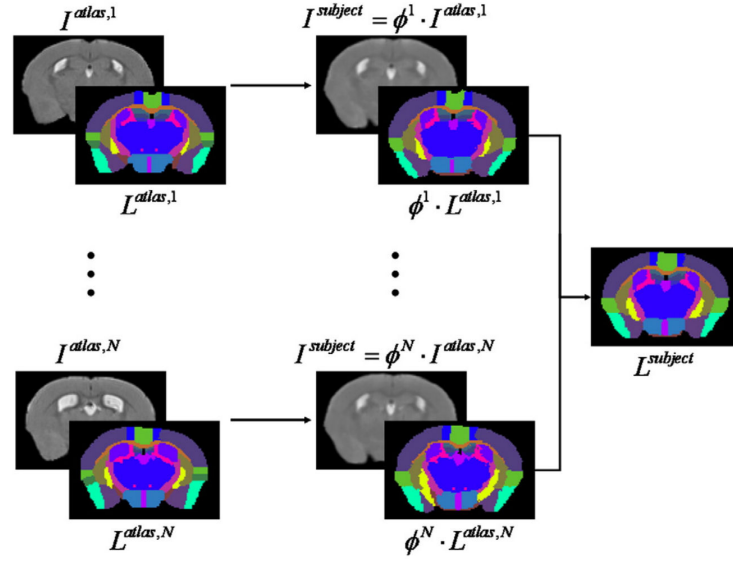 I^{atlas,1}
I^{subject} = ϕ^1 · I^{atlas,1}
L^{atlas,1}
ϕ^1 · L^{atlas,1}
I^{atlas,N}
I^{subject} = ϕ^N · I^{atlas,N}
L^{subject}
L^{atlas,N}
ϕ^N · L^{atlas,N}